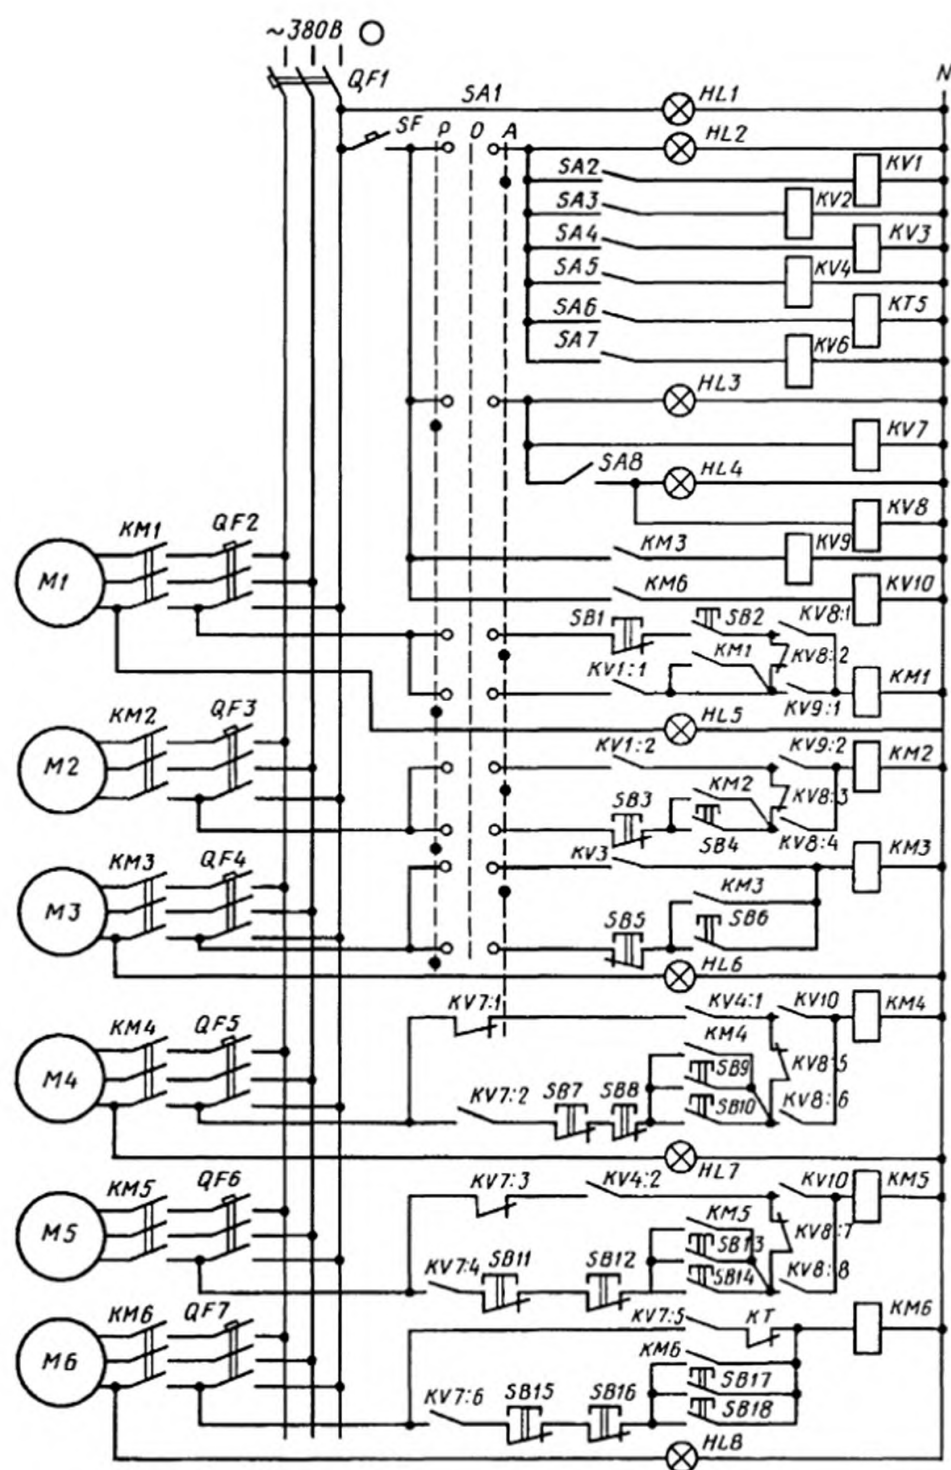 ~380В
QF1
N
SA1
HL1
SF
P O A
HL2
SA2
KV1
SA3
KV2
SA4
KV3
SA5
KV4
SA6
KT5
SA7
KV6
HL3
KV7
SA8
HL4
KV8
KM1
QF2
KM3
KV9
M1
KM6
KV10
SB1
SB2
KV8:1
KM1
KV8:2
KV1:1
KM1
KV9:1
KM2
QF3
HL5
M2
KV1:2
KV9:2
KM2
KM2
KV8:3
SB3
SB4
KV8:4
KM3
QF4
KV3
KM3
M3
KM3
SB5
SB6
HL6
KM4
QF5
KV7:1
KV4:1
KV10
KM4
KM4
M4
SB9
KV8:5
KV7:2
SB7
SB8
SB10
KV8:6
HL7
KM5
QF6
KV7:3
KV4:2
KV10
KM5
M5
KM5
KV8:7
SB13
KV7:4
SB11
SB12
SB14
KV8:8
KM6
QF7
KV7:5
KT
KM6
M6
KM6
SB17
KV7:6
SB15
SB16
SB18
HL8